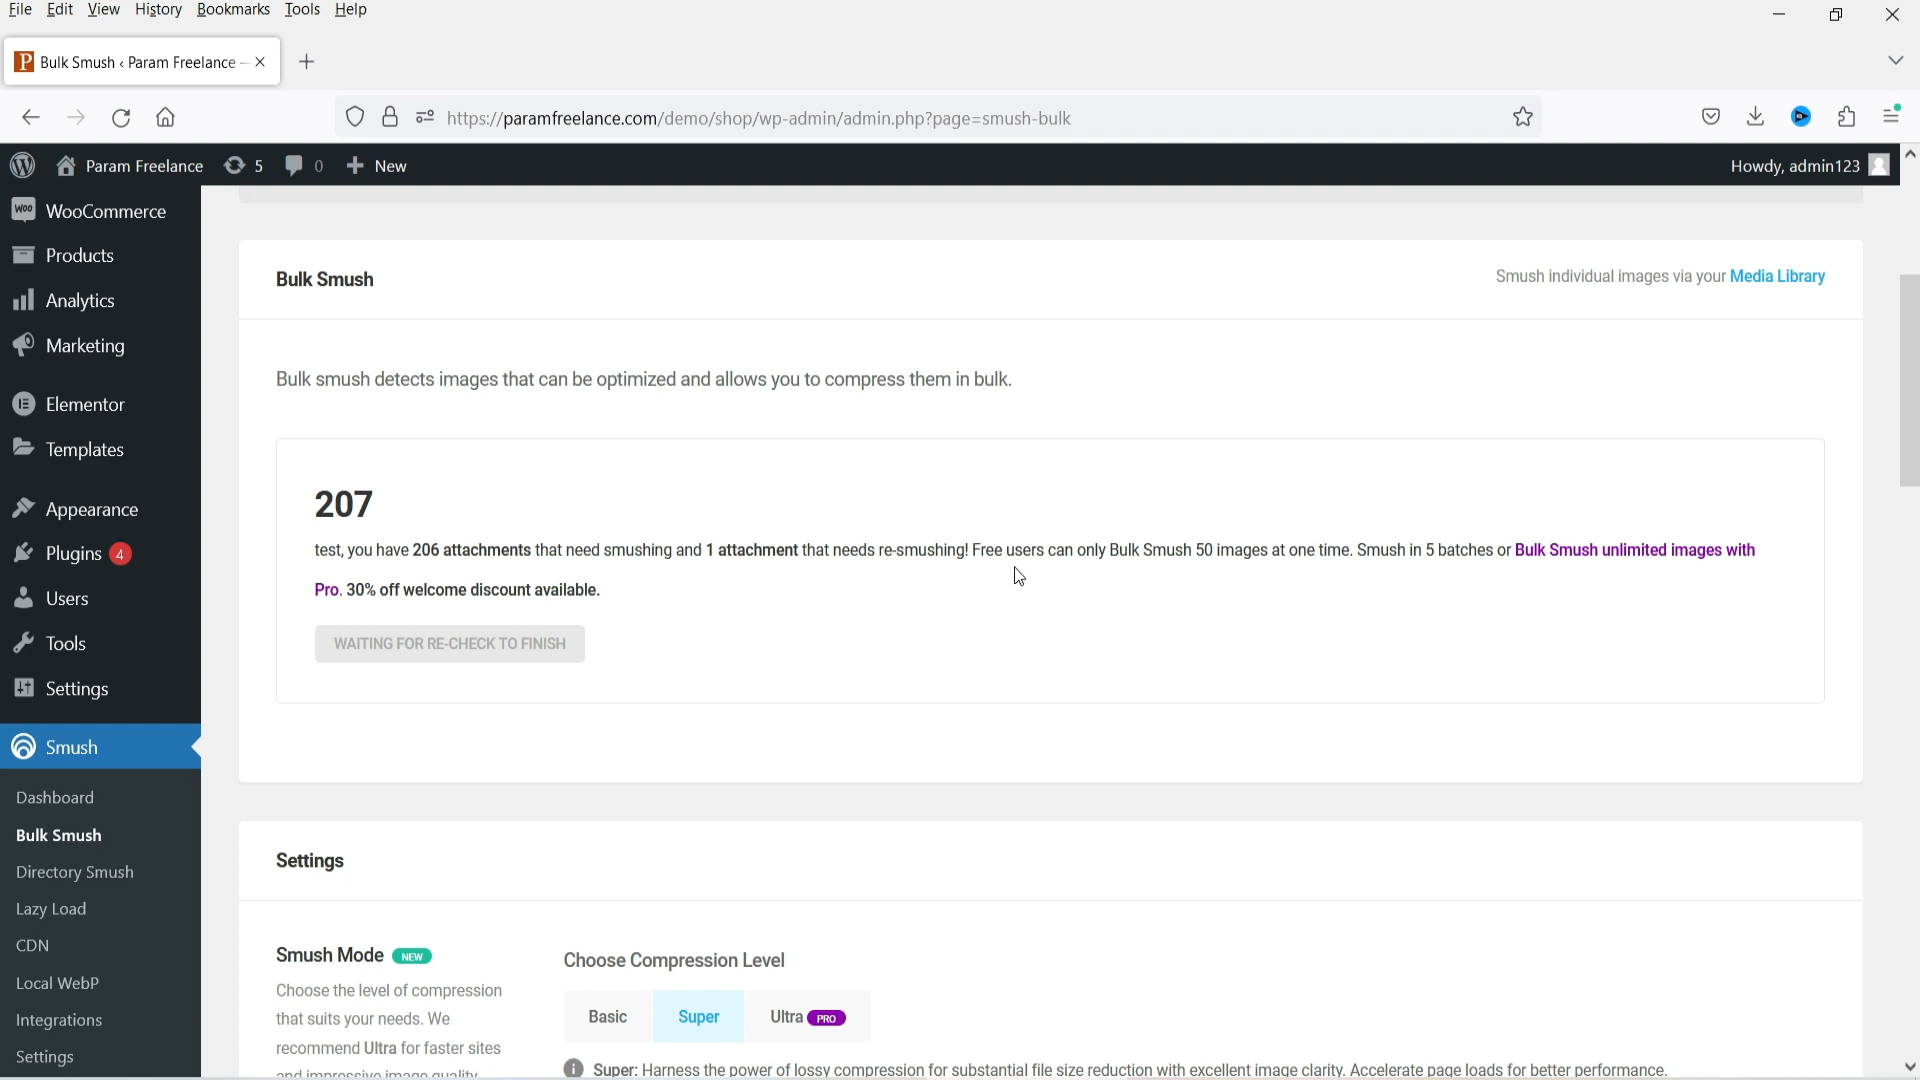 File Edit View History Bookmarks Tools Help
Bulk Smush ‹ Param Freelance —
https://paramfreelance.com/demo/shop/wp-admin/admin.php?page=smush-bulk
Param Freelance 5 0 New Howdy, admin123
WooCommerce
Products
Analytics
Marketing
Elementor
Templates
Appearance
Plugins 4
Users
Tools
Settings
Smush
Dashboard
Bulk Smush
Directory Smush
Lazy Load
CDN
Local WebP
Integrations
Settings
Bulk Smush
Smush individual images via your Media Library
Bulk smush detects images that can be optimized and allows you to compress them in bulk.
207
test, you have 206 attachments that need smushing and 1 attachment that needs re-smushing! Free users can only Bulk Smush 50 images at one time. Smush in 5 batches or Bulk Smush unlimited images with
Pro. 30% off welcome discount available.
WAITING FOR RE-CHECK TO FINISH
Settings
Smush Mode NEW
Choose the level of compression
that suits your needs. We
recommend Ultra for faster sites
and impressive image quality.
Choose Compression Level
Basic Super Ultra PRO
Super: Harness the power of lossy compression for substantial file size reduction with excellent image clarity. Accelerate page loads for better performance.